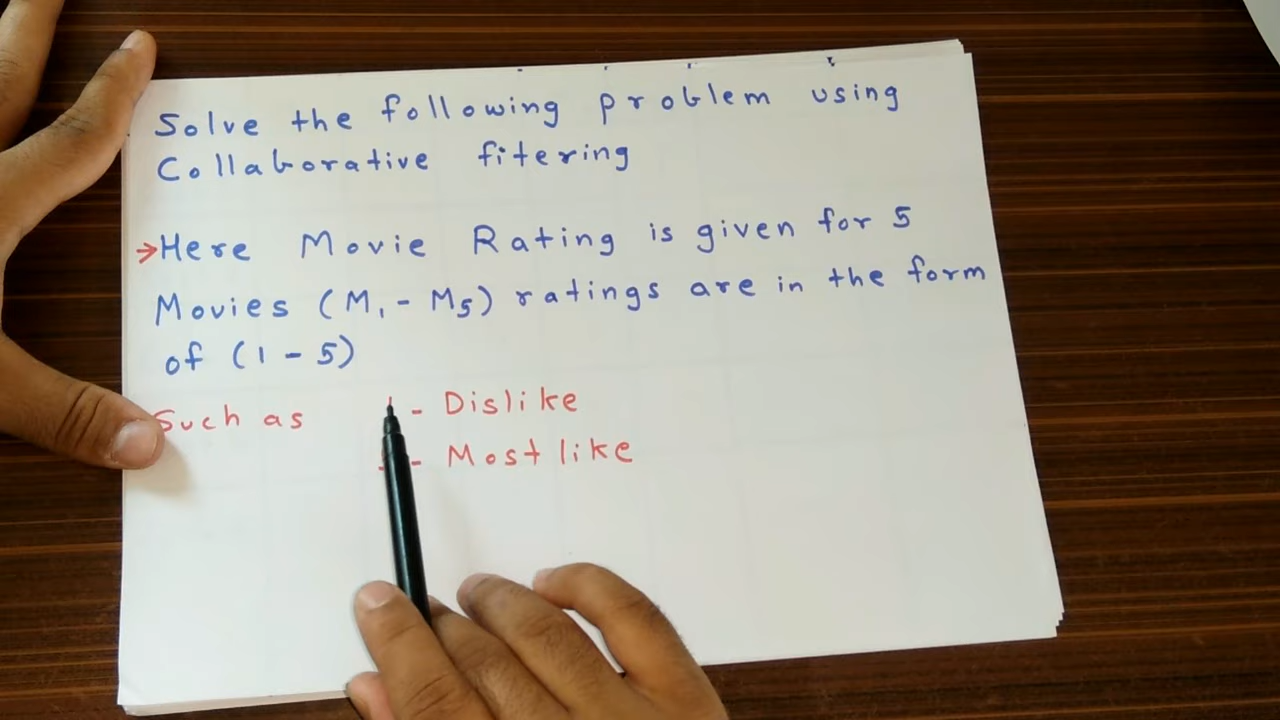 Solve the following problem using
Collaborative fitering
→Here Movie Rating is given for 5
Movies (M₁ - M₅) ratings are in the form
of (1 - 5)
Such as - Dislike
- Most like